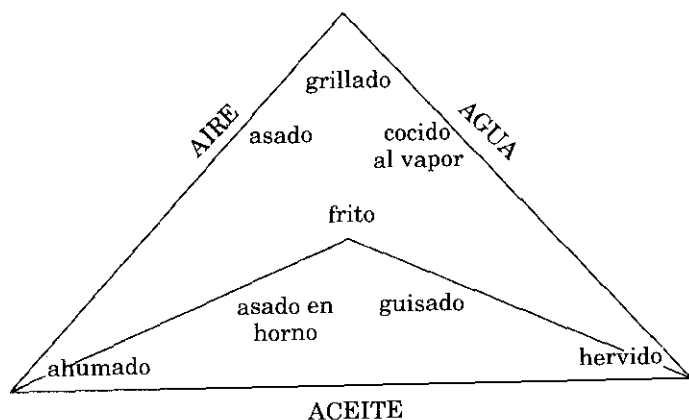 grillado
AIRE
AGUA
asado
cocido
al vapor
frito
asado en
horno
guisado
ahumado
hervido
ACEITE